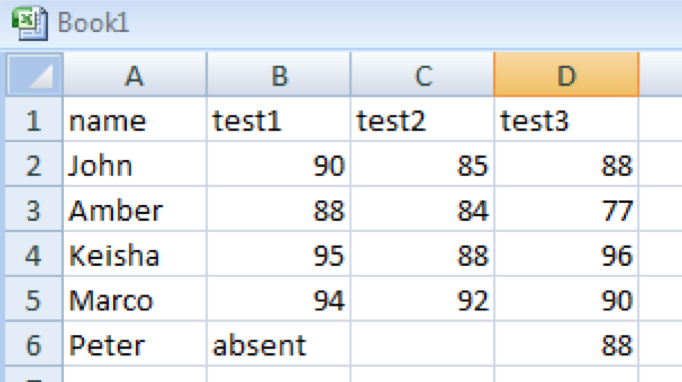 Book1
A B C D
1 name test1 test2 test3
2 John 90 85 88
3 Amber 88 84 77
4 Keisha 95 88 96
5 Marco 94 92 90
6 Peter absent 88